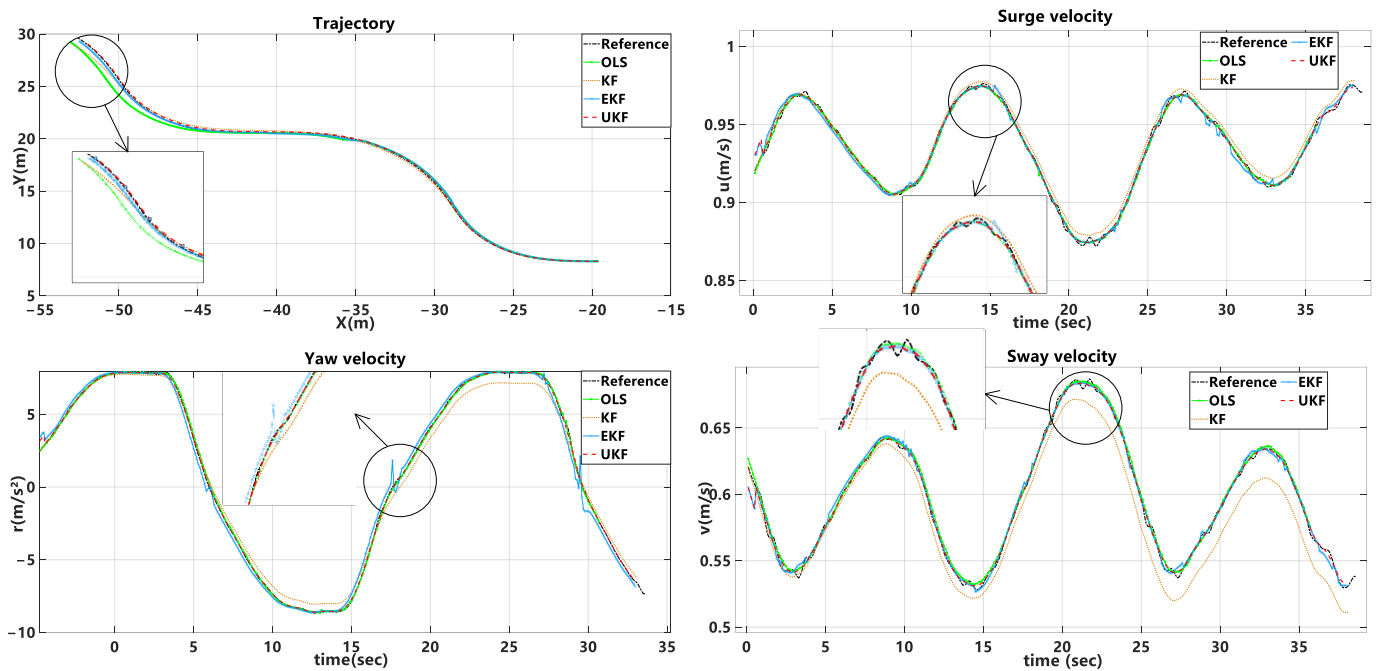 Trajectory
30
25
20
15
10
5
Y(m)
−55 −50 −45 −40 −35 −30 −25 −20 −15
X(m)
Reference
OLS
KF
EKF
UKF
Surge velocity
1
0.95
0.9
0.85
u(m/s)
0 5 10 15 20 25 30 35
time (sec)
Reference EKF
OLS UKF
KF
Yaw velocity
5
0
−5
−10
r(m/s²)
0 5 10 15 20 25 30 35
time(sec)
Reference
OLS
KF
EKF
UKF
Sway velocity
0.65
0.6
0.55
0.5
v(m/s)
0 5 10 15 20 25 30 35
time (sec)
Reference EKF
OLS UKF
KF